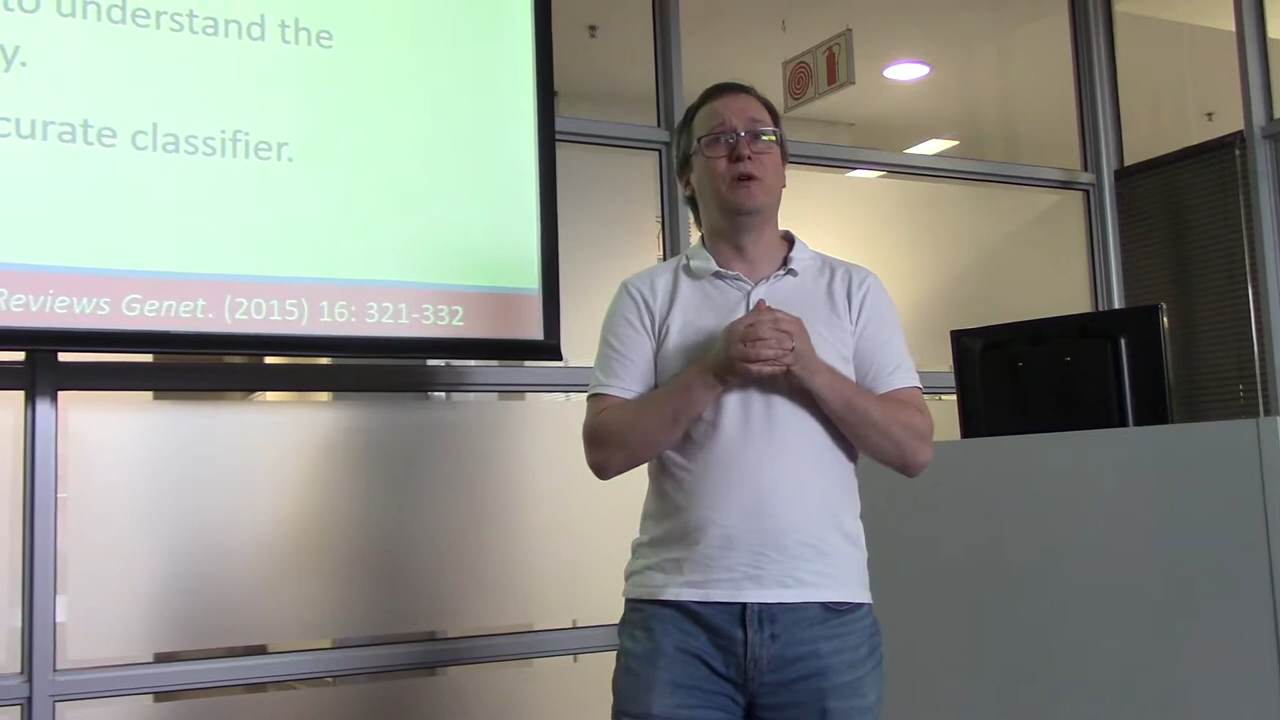 to understand the
y.
curate classifier.
Reviews Genet. (2015) 16: 321-332